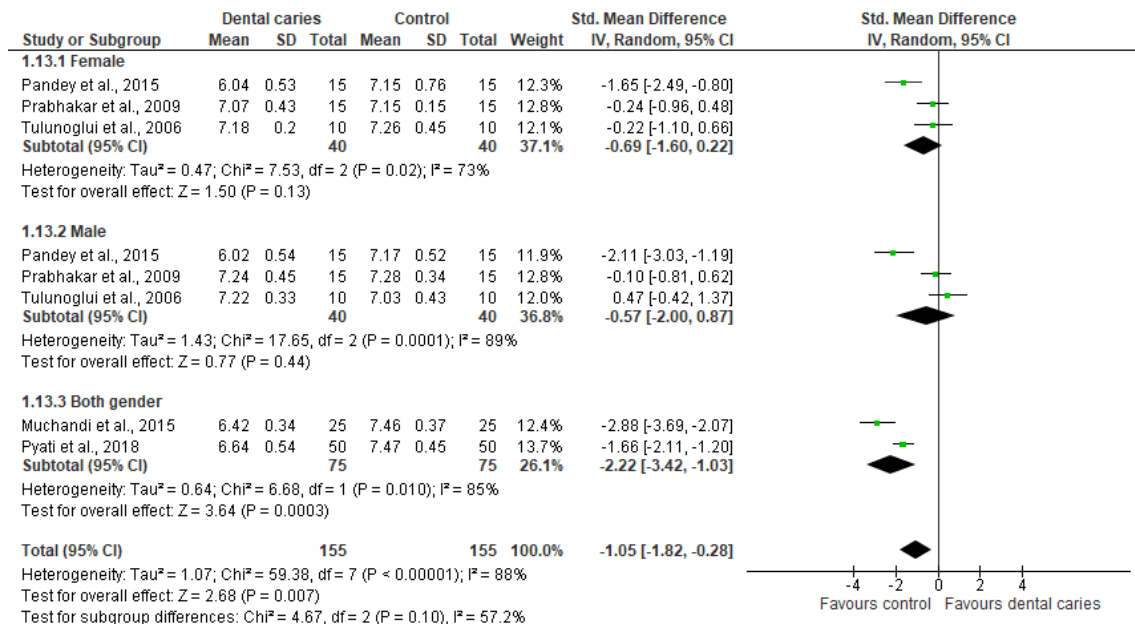 Dental caries Control Std. Mean Difference Std. Mean Difference
Study or Subgroup Mean SD Total Mean SD Total Weight IV, Random, 95% CI IV, Random, 95% CI
1.13.1 Female
Pandey et al., 2015 6.04 0.53 15 7.15 0.76 15 12.3% -1.65 [-2.49, -0.80]
Prabhakar et al., 2009 7.07 0.43 15 7.15 0.15 15 12.8% -0.24 [-0.96, 0.48]
Tulunoglui et al., 2006 7.18 0.2 10 7.26 0.45 10 12.1% -0.22 [-1.10, 0.66]
Subtotal (95% CI) 40 40 37.1% -0.69 [-1.60, 0.22]
Heterogeneity: Tau² = 0.47; Chi² = 7.53, df = 2 (P = 0.02); I² = 73%
Test for overall effect: Z = 1.50 (P = 0.13)
1.13.2 Male
Pandey et al., 2015 6.02 0.54 15 7.17 0.52 15 11.9% -2.11 [-3.03, -1.19]
Prabhakar et al., 2009 7.24 0.45 15 7.28 0.34 15 12.8% -0.10 [-0.81, 0.62]
Tulunoglui et al., 2006 7.22 0.33 10 7.03 0.43 10 12.0% 0.47 [-0.42, 1.37]
Subtotal (95% CI) 40 40 36.8% -0.57 [-2.00, 0.87]
Heterogeneity: Tau² = 1.43; Chi² = 17.65, df = 2 (P = 0.0001); I² = 89%
Test for overall effect: Z = 0.77 (P = 0.44)
1.13.3 Both gender
Muchandi et al., 2015 6.42 0.34 25 7.46 0.37 25 12.4% -2.88 [-3.69, -2.07]
Pyati et al., 2018 6.64 0.54 50 7.47 0.45 50 13.7% -1.66 [-2.11, -1.20]
Subtotal (95% CI) 75 75 26.1% -2.22 [-3.42, -1.03]
Heterogeneity: Tau² = 0.64; Chi² = 6.68, df = 1 (P = 0.010); I² = 85%
Test for overall effect: Z = 3.64 (P = 0.0003)
Total (95% CI) 155 155 100.0% -1.05 [-1.82, -0.28]
Heterogeneity: Tau² = 1.07; Chi² = 59.38, df = 7 (P < 0.00001); I² = 88%
Test for overall effect: Z = 2.68 (P = 0.007)
Test for subgroup differences: Chi² = 4.67, df = 2 (P = 0.10), I² = 57.2%
-4 -2 0 2 4
Favours control Favours dental caries